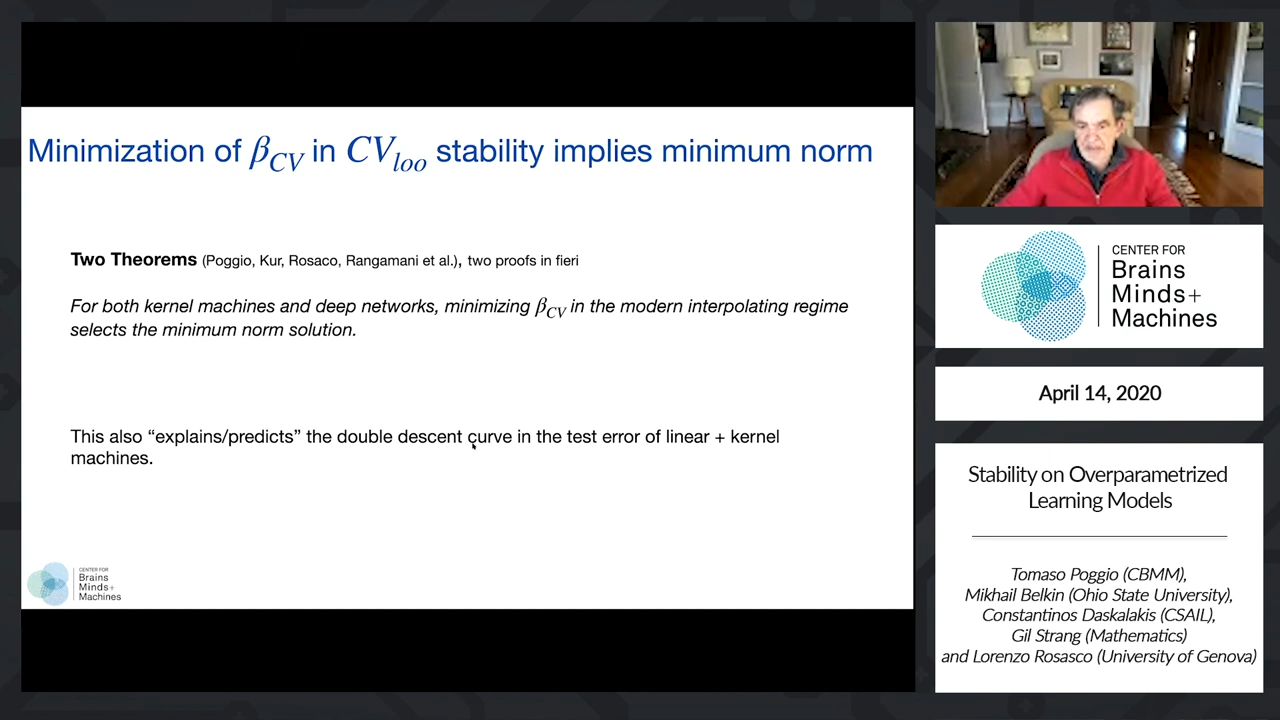 Minimization of β_CV in CV_loo stability implies minimum norm
Two Theorems (Poggio, Kur, Rosaco, Rangamani et al.), two proofs in fieri
For both kernel machines and deep networks, minimizing β_CV in the modern interpolating regime
selects the minimum norm solution.
This also “explains/predicts” the double descent curve in the test error of linear + kernel
machines.
CENTER FOR
Brains
Minds+
Machines
CENTER FOR
Brains
Minds+
Machines
April 14, 2020
Stability on Overparametrized
Learning Models
Tomaso Poggio (CBMM),
Mikhail Belkin (Ohio State University),
Constantinos Daskalakis (CSAIL),
Gil Strang (Mathematics)
and Lorenzo Rosasco (University of Genova)